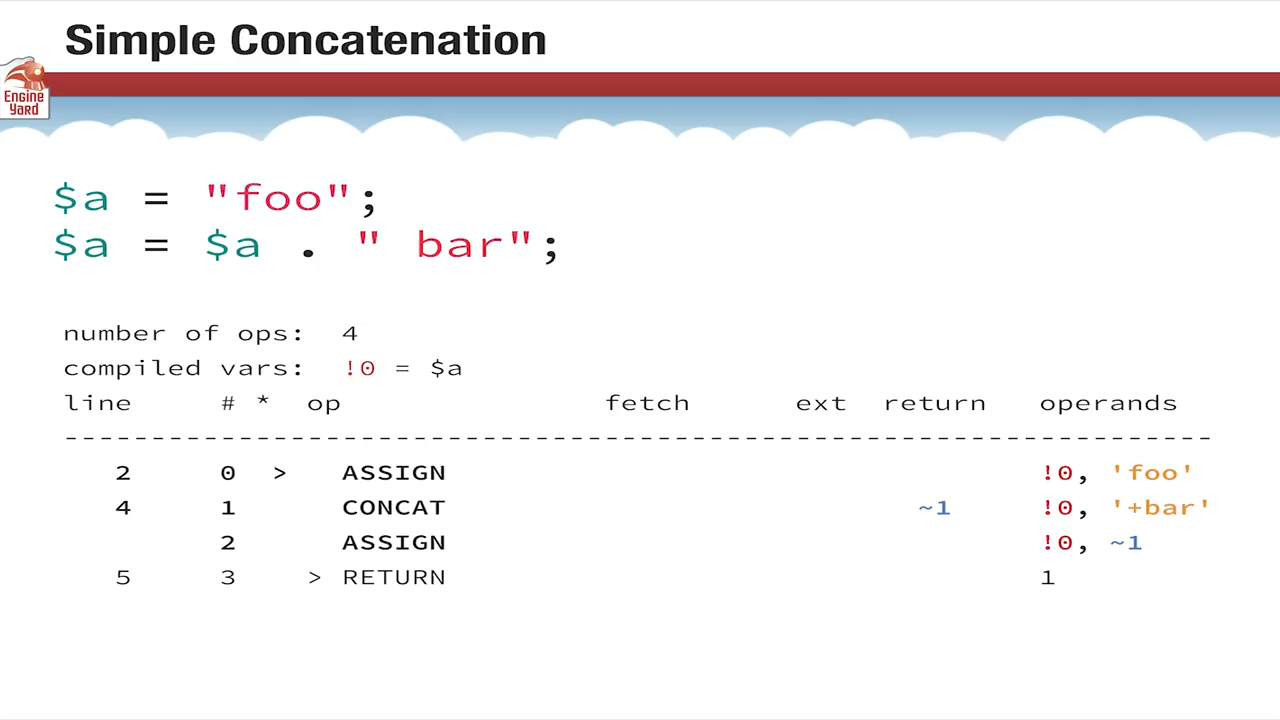 Simple Concatenation
Engine
Yard
$a = "foo";
$a = $a . " bar";
number of ops: 4
compiled vars: !0 = $a
line # * op fetch ext return operands
-------------------------------------------------------------------------------
2 0 > ASSIGN !0, 'foo'
4 1 CONCAT ~1 !0, '+bar'
2 ASSIGN !0, ~1
5 3 > RETURN 1